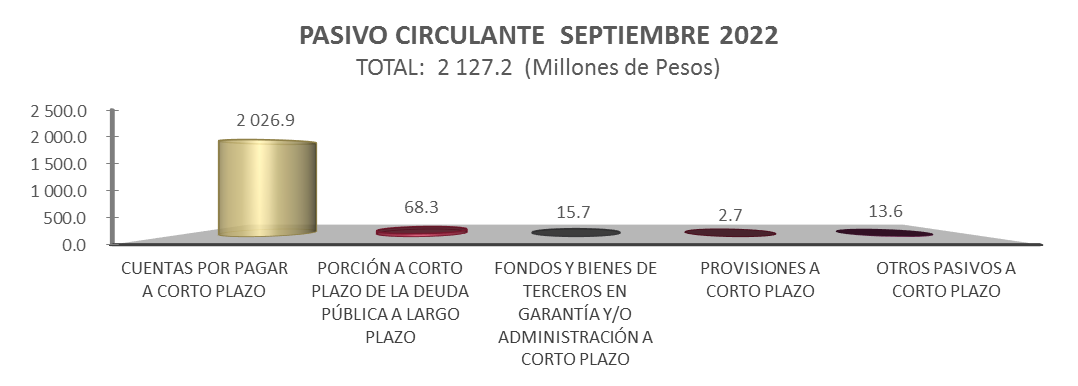 PASIVO CIRCULANTE SEPTIEMBRE 2022
TOTAL: 2 127.2 (Millones de Pesos)
2 500.0
2 000.0
1 500.0
1 000.0
500.0
0.0
2 026.9
68.3
15.7
2.7
13.6
CUENTAS POR PAGAR
A CORTO PLAZO
PORCIÓN A CORTO
PLAZO DE LA DEUDA
PÚBLICA A LARGO
PLAZO
FONDOS Y BIENES DE
TERCEROS EN
GARANTÍA Y/O
ADMINISTRACIÓN A
CORTO PLAZO
PROVISIONES A
CORTO PLAZO
OTROS PASIVOS A
CORTO PLAZO